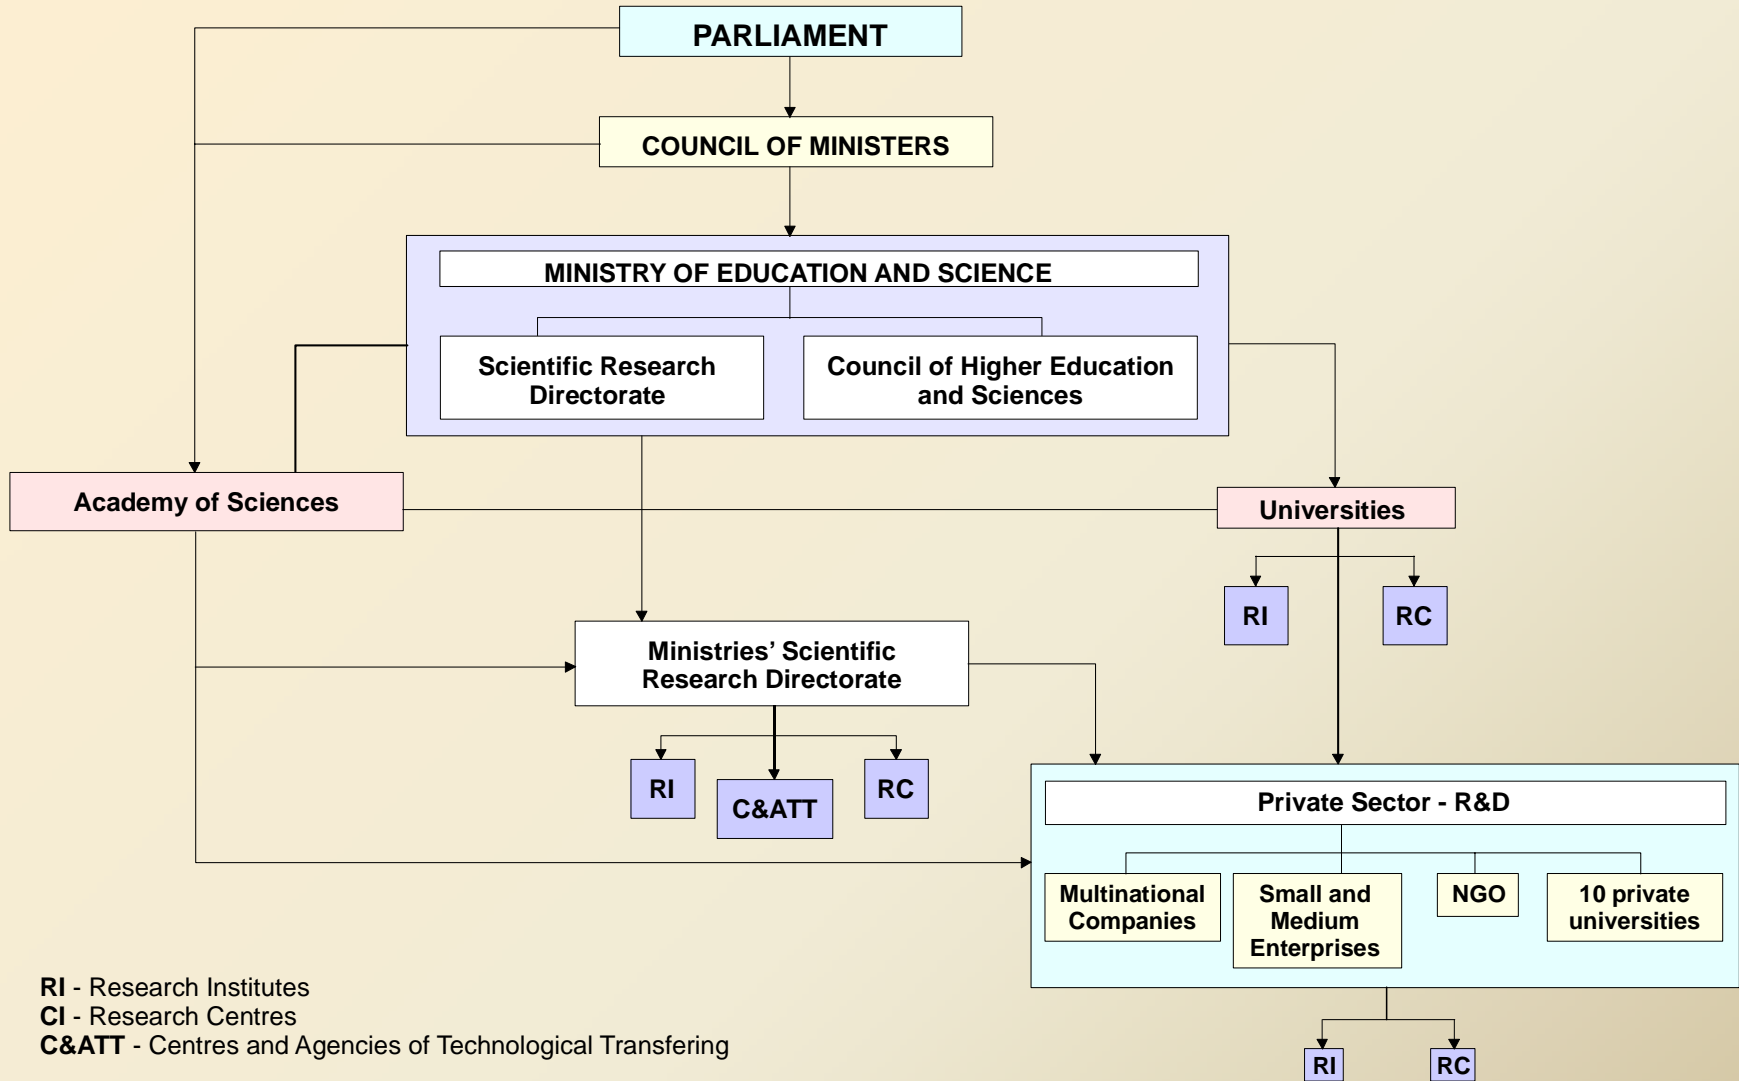 PARLIAMENT
COUNCIL OF MINISTERS
MINISTRY OF EDUCATION AND SCIENCE
Scientific Research
Directorate
Council of Higher Education
and Sciences
Academy of Sciences
Universities
RI
RC
Ministries’ Scientific
Research Directorate
RI
C&ATT
RC
Private Sector - R&D
Multinational
Companies
Small and
Medium
Enterprises
NGO
10 private
universities
RI
RC
RI - Research Institutes
CI - Research Centres
C&ATT - Centres and Agencies of Technological Transfering